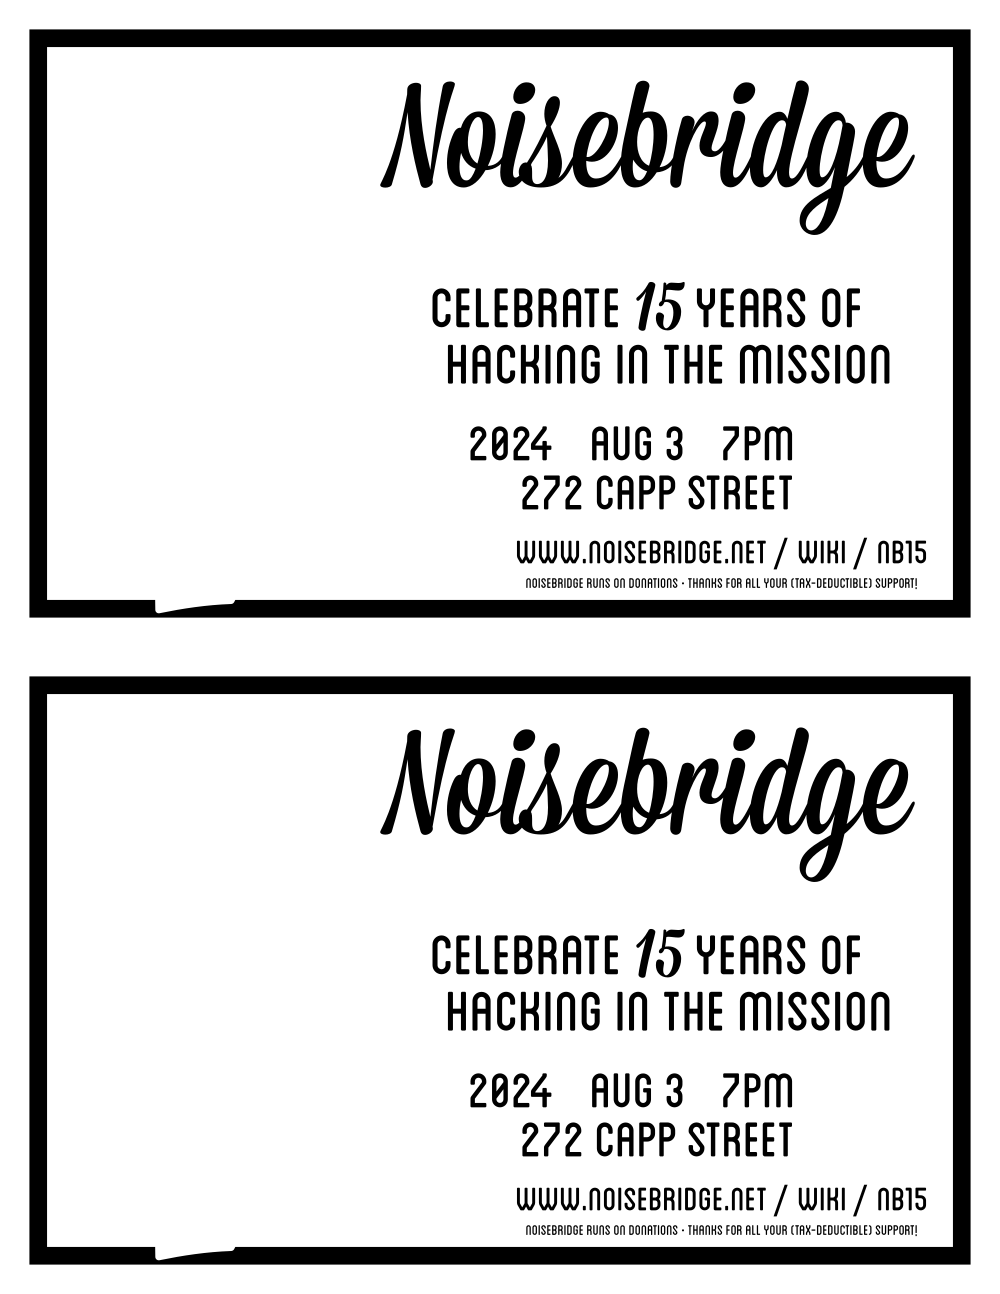 Noisebridge
CELEBRATE 15 YEARS OF
HACKING IN THE MISSION
2024 AUG 3 7PM
272 CAPP STREET
WWW.NOISEBRIDGE.NET / WIKI / NB15
NOISEBRIDGE RUNS ON DONATIONS · THANKS FOR ALL YOUR (TAX-DEDUCTIBLE) SUPPORT!
Noisebridge
CELEBRATE 15 YEARS OF
HACKING IN THE MISSION
2024 AUG 3 7PM
272 CAPP STREET
WWW.NOISEBRIDGE.NET / WIKI / NB15
NOISEBRIDGE RUNS ON DONATIONS · THANKS FOR ALL YOUR (TAX-DEDUCTIBLE) SUPPORT!